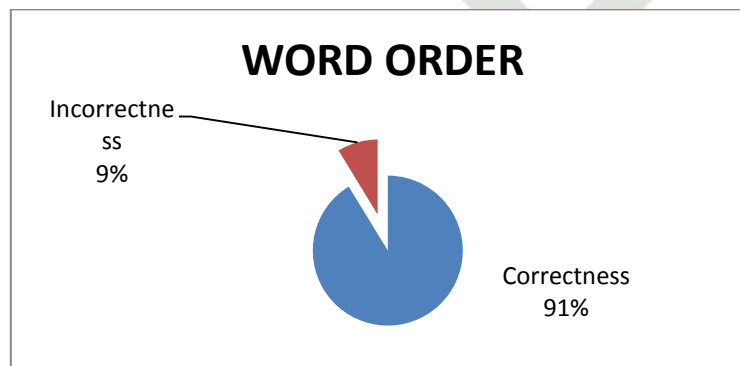 WORD ORDER
Incorrectne
ss
9%
Correctness
91%